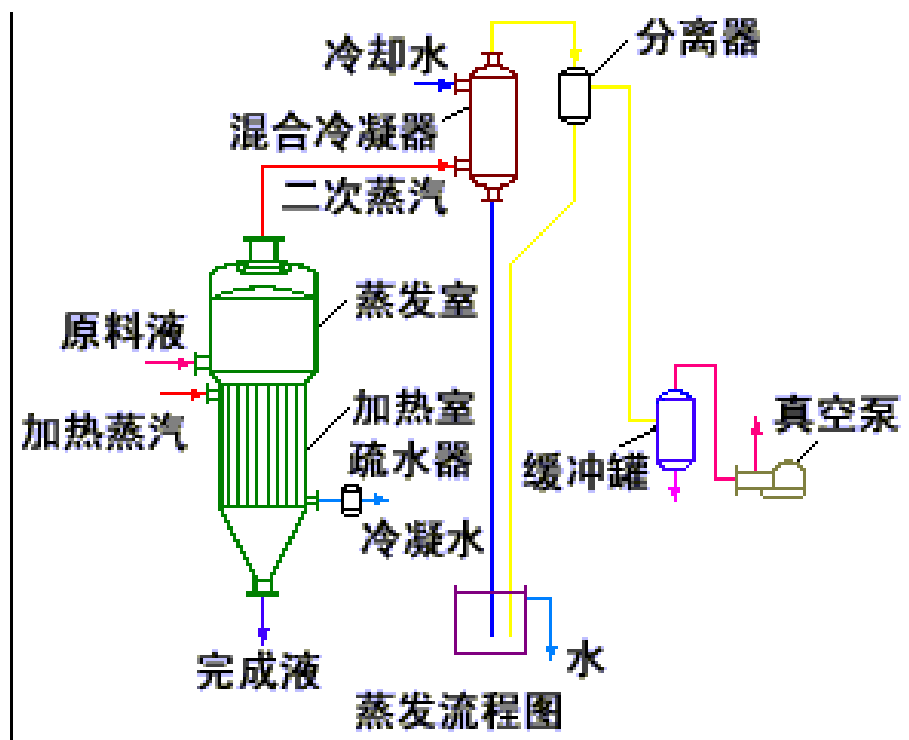 冷却水
分离器
混合冷凝器
二次蒸汽
蒸发室
原料液
加热室
加热蒸汽
真空泵
疏水器
缓冲罐
冷凝水
完成液
水
蒸发流程图